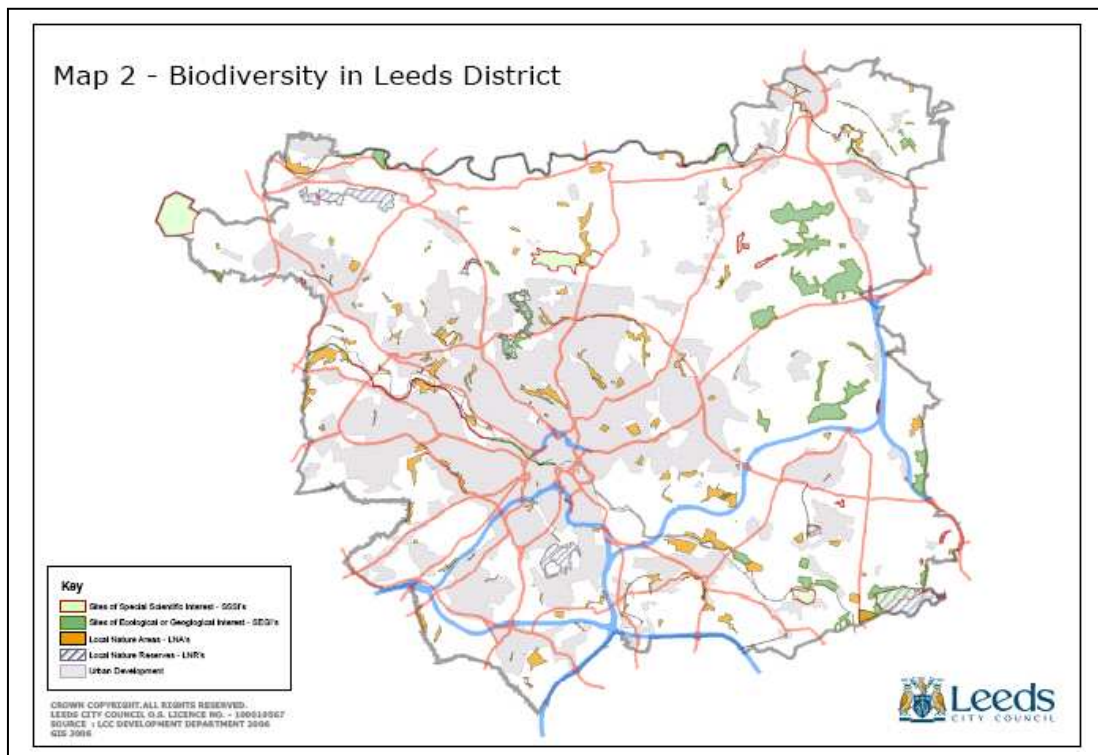 Map 2 - Biodiversity in Leeds District
Key
Sites of Special Scientific Interest - SSSI's
Sites of Ecological or Geoglogical Interest - SEGI's
Local Nature Areas - LNA's
Local Nature Reserves - LNR's
Urban Development
CROWN COPYRIGHT.ALL RIGHTS RESERVED.
LEEDS CITY COUNCIL O.S. LICENCE NO. - 100019567
SOURCE : LCC DEVELOPMENT DEPARTMENT 2006
GIS 2006
Leeds
CITY COUNCIL